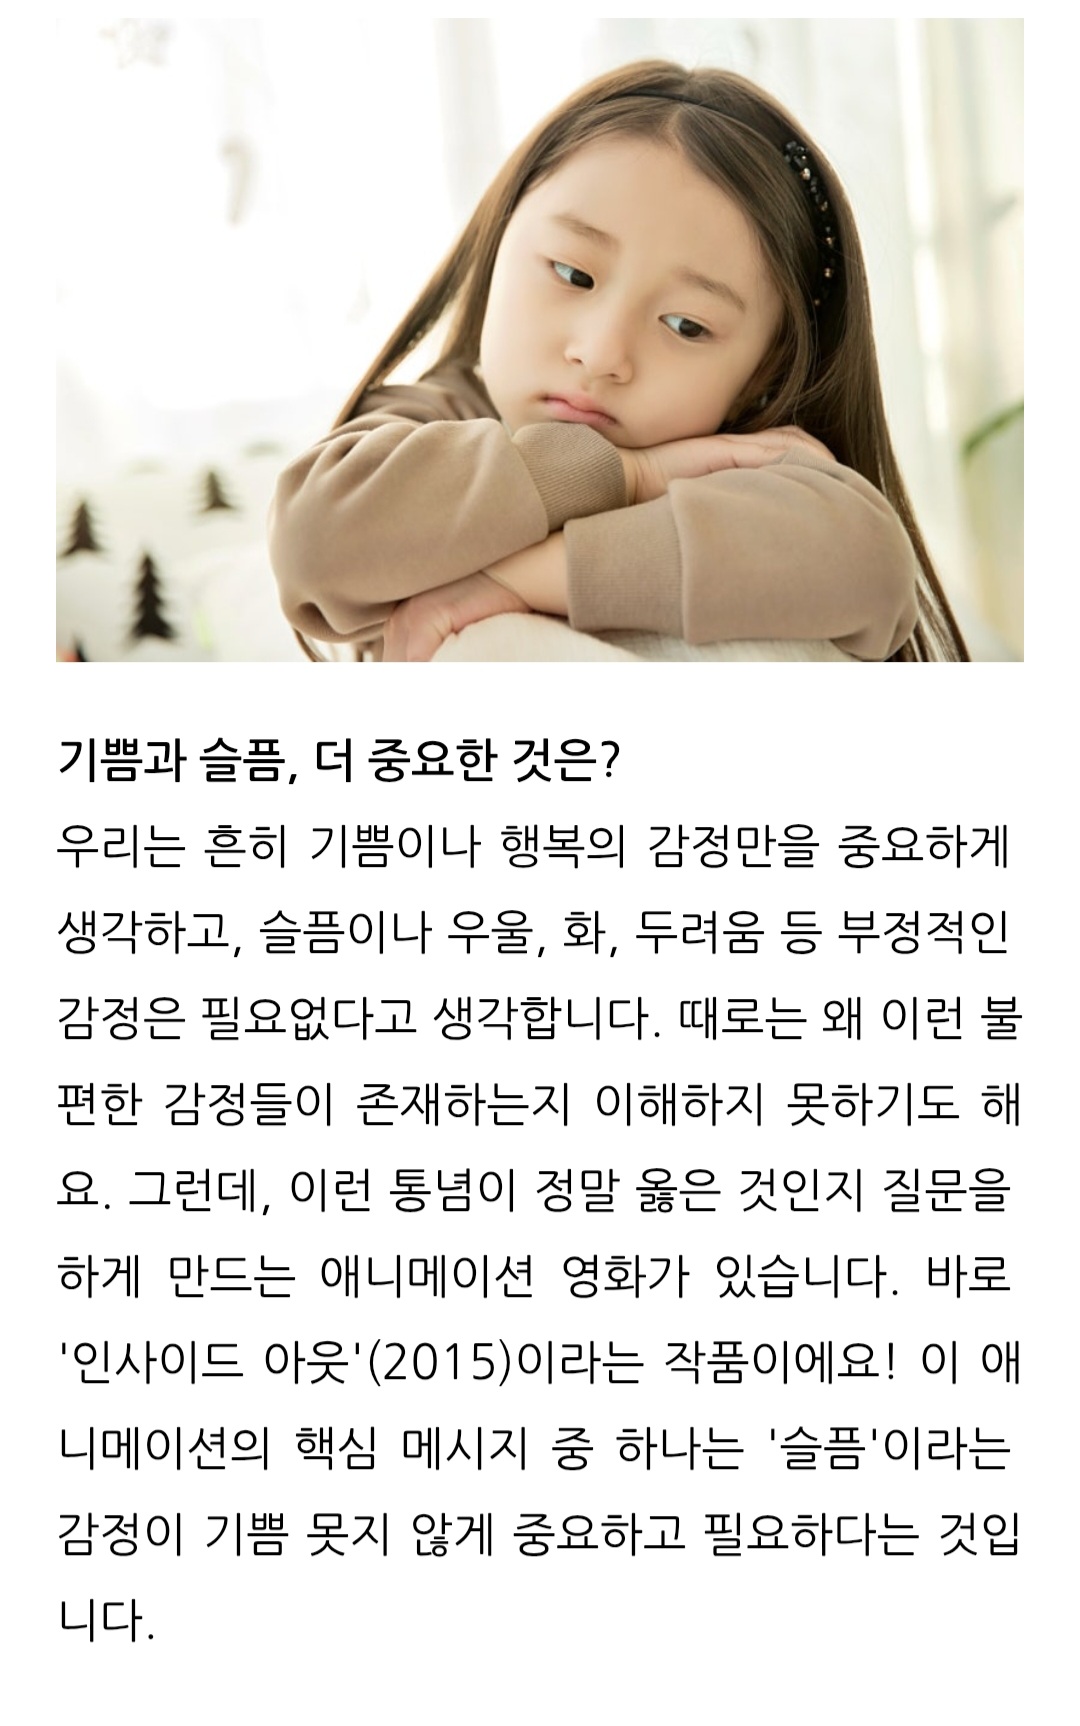 기쁨과 슬픔, 더 중요한 것은?
우리는 흔히 기쁨이나 행복의 감정만을 중요하게
생각하고, 슬픔이나 우울, 화, 두려움 등 부정적인
감정은 필요없다고 생각합니다. 때로는 왜 이런 불
편한 감정들이 존재하는지 이해하지 못하기도 해
요. 그런데, 이런 통념이 정말 옳은 것인지 질문을
하게 만드는 애니메이션 영화가 있습니다. 바로
'인사이드 아웃'(2015)이라는 작품이에요! 이 애
니메이션의 핵심 메시지 중 하나는 '슬픔'이라는
감정이 기쁨 못지 않게 중요하고 필요하다는 것입
니다.